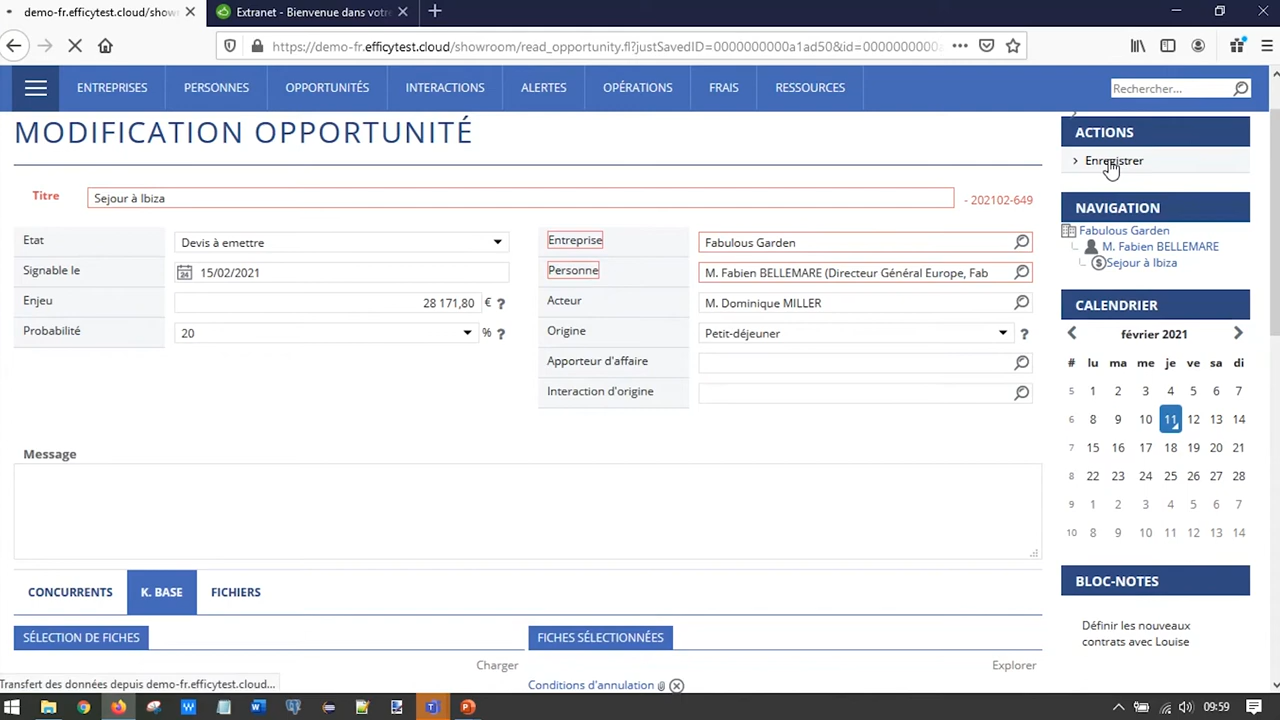 demo-fr.efficytest.cloud/show
Extranet - Bienvenue dans votr
https://demo-fr.efficytest.cloud/showroom/read_opportunity.fl?justSavedID=0000000000a1ad50&id=0000000000a
ENTREPRISES PERSONNES OPPORTUNITÉS INTERACTIONS ALERTES OPÉRATIONS FRAIS RESSOURCES Rechercher...
MODIFICATION OPPORTUNITÉ
Titre Sejour à Ibiza - 202102-649
Etat Devis à emettre
Signable le 24 15/02/2021
Enjeu 28 171,80 € ?
Probabilité 20 % ?
Entreprise Fabulous Garden
Personne M. Fabien BELLEMARE (Directeur Général Europe, Fab
Acteur M. Dominique MILLER
Origine Petit-déjeuner ?
Apporteur d'affaire
Interaction d'origine
Message
CONCURRENTS K. BASE FICHIERS
SÉLECTION DE FICHES
Charger
FICHES SÉLECTIONNÉES
Explorer
Conditions d'annulation
ACTIONS
> Enregistrer
NAVIGATION
Fabulous Garden
M. Fabien BELLEMARE
Sejour à Ibiza
CALENDRIER
février 2021
# lu ma me je ve sa di
5 1 2 3 4 5 6 7
6 8 9 10 11 12 13 14
7 15 16 17 18 19 20 21
8 22 23 24 25 26 27 28
9 1 2 3 4 5 6 7
10 8 9 10 11 12 13 14
BLOC-NOTES
Définir les nouveaux
contrats avec Louise
Transfert des données depuis demo-fr.efficytest.cloud...
09:59